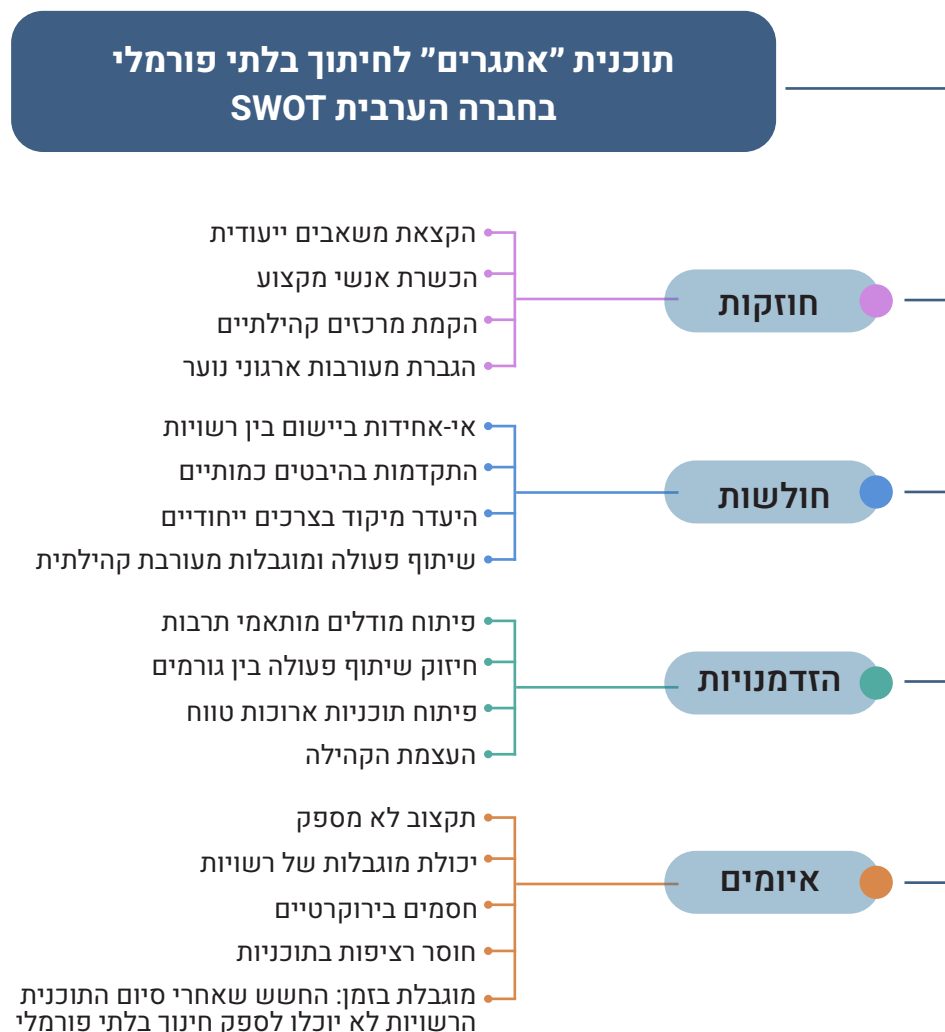 תוכנית ״אתגרים״ לחיתוך בלתי פורמלי
בחברה הערבית SWOT
חוזקות
הקצאת משאבים ייעודית
הכשרת אנשי מקצוע
הקמת מרכזים קהילתיים
הגברת מעורבות ארגוני נוער
חולשות
אי-אחידות ביישום בין רשויות
התקדמות בהיבטים כמותיים
היעדר מיקוד בצרכים ייחודיים
שיתוף פעולה ומוגבלות מעורבת קהילתית
הזדמנויות
פיתוח מודלים מותאמי תרבות
חיזוק שיתוף פעולה בין גורמים
פיתוח תוכניות ארוכות טווח
העצמת הקהילה
איומים
תקצוב לא מספק
יכולת מוגבלות של רשויות
חסמים בירוקרטיים
חוסר רציפות בתוכניות
מוגבלת בזמן: החשש שאחרי סיום התוכנית
הרשויות לא יוכלו לספק חינוך בלתי פורמלי